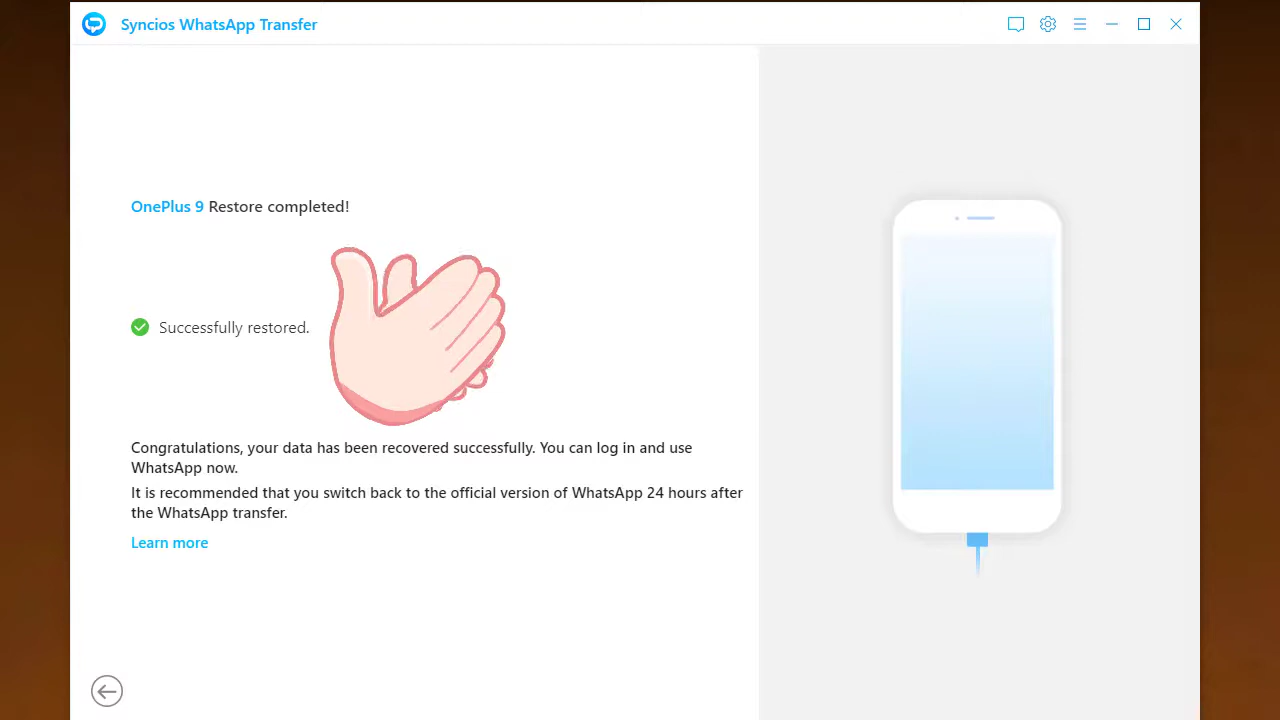 Syncios WhatsApp Transfer
OnePlus 9 Restore completed!
Successfully restored.
Congratulations, your data has been recovered successfully. You can log in and use
WhatsApp now.
It is recommended that you switch back to the official version of WhatsApp 24 hours after
the WhatsApp transfer.
Learn more